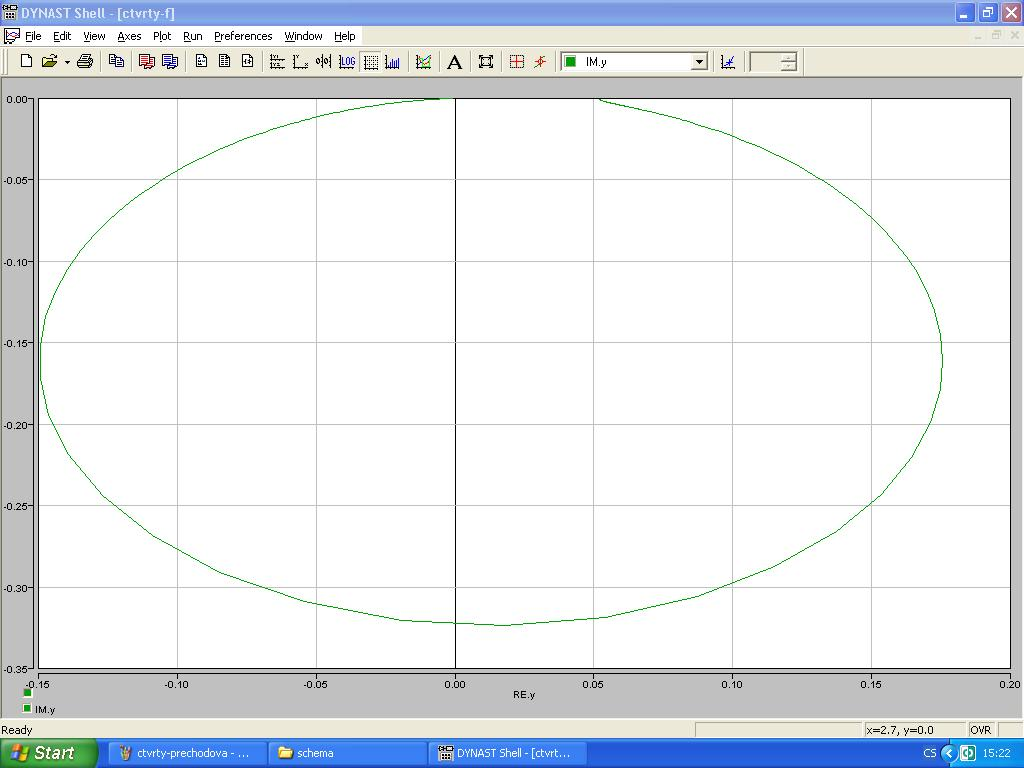 DYNAST Shell - [ctvrty-f]
File Edit View Axes Plot Run Preferences Window Help
LOG A IM.y
0.00
-0.05
-0.10
-0.15
-0.20
-0.25
-0.30
-0.35
-0.15 -0.10 -0.05 0.00 0.05 0.10 0.15 0.20
RE.y
IM.y
Ready x=2.7, y=0.0 OVR
Start ctvrty-prechodova - ... schema DYNAST Shell - [ctvrt... CS 15:22